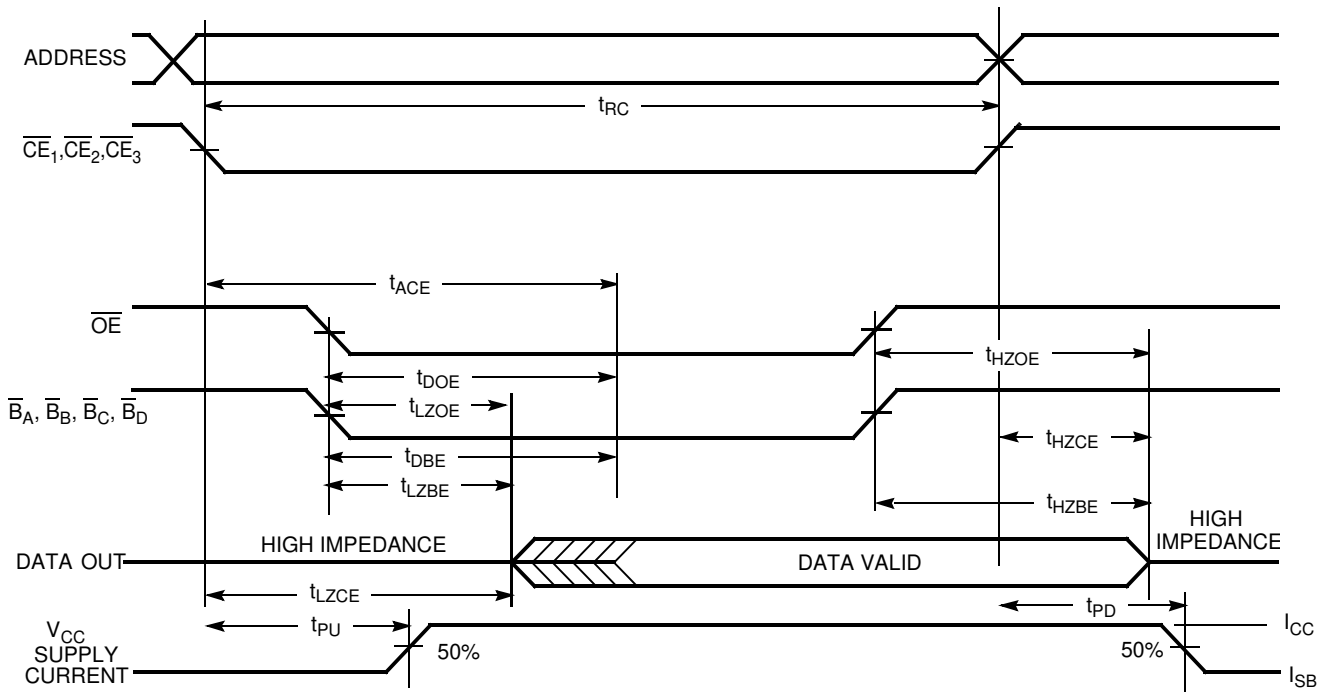 ADDRESS
tRC
CE1,CE2,CE3
tACE
OE
tHZOE
tDOE
BA, BB, BC, BD
tLZOE
tHZCE
tDBE
tLZBE
tHZBE
HIGH IMPEDANCE
HIGH
IMPEDANCE
DATA OUT
DATA VALID
tLZCE
tPD
tPU
VCC
SUPPLY
CURRENT
50%
50%
ICC
ISB